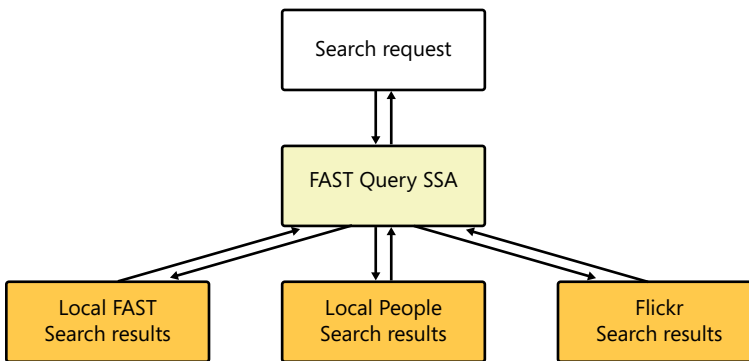 Search request
FAST Query SSA
Local FAST
Search results
Local People
Search results
Flickr
Search results